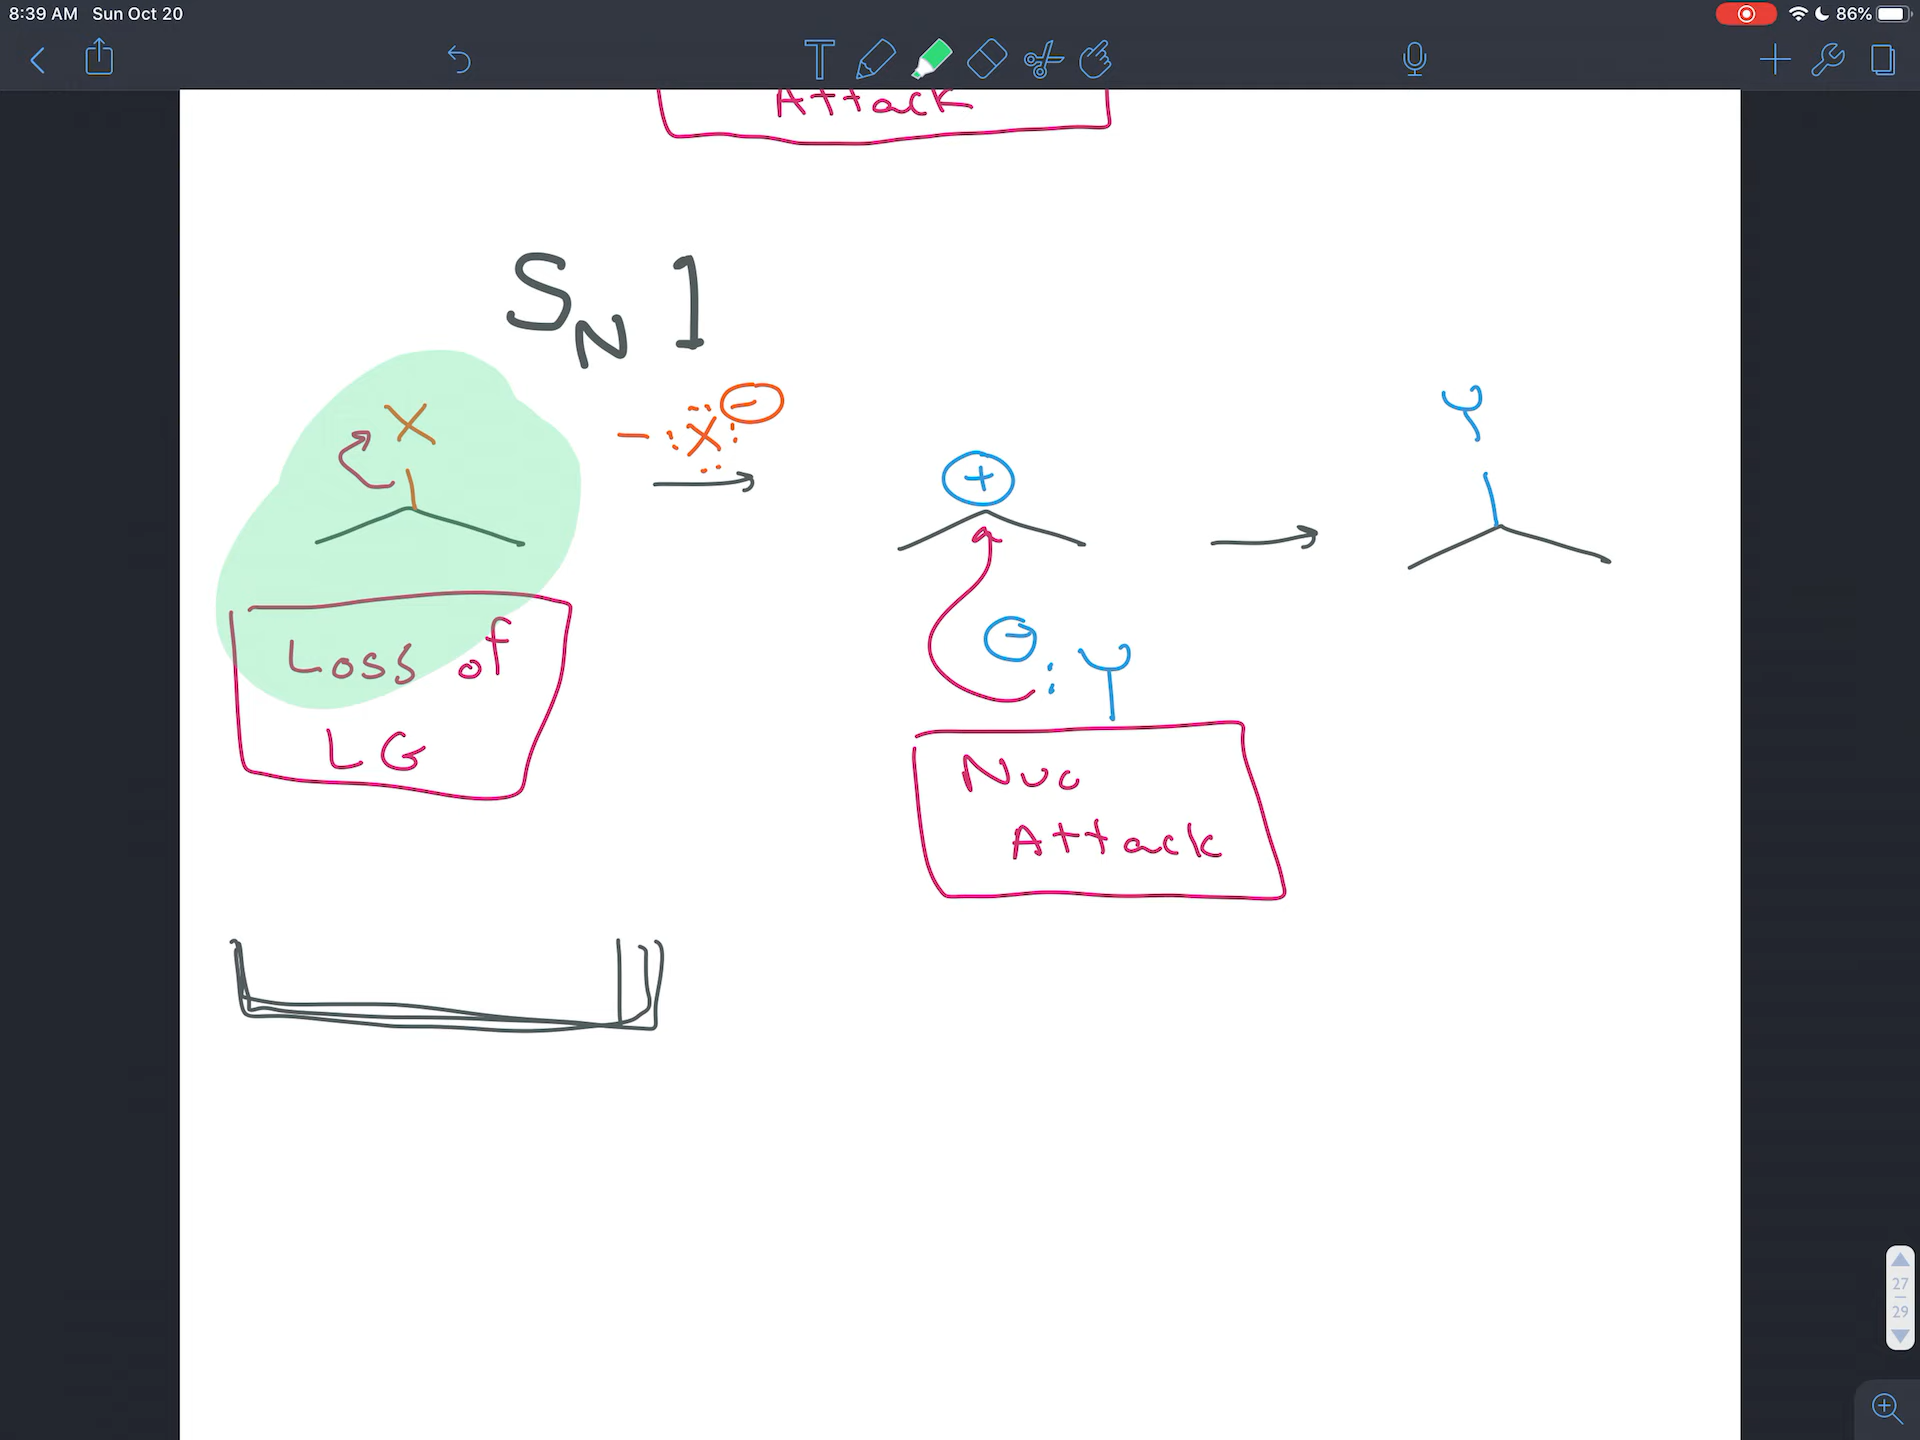 8:39 AM Sun Oct 20
86%
T
Attack
SN 1
X
- :X: -
+
Y
- : Y
Loss of
LG
Nuc
Attack
27
29